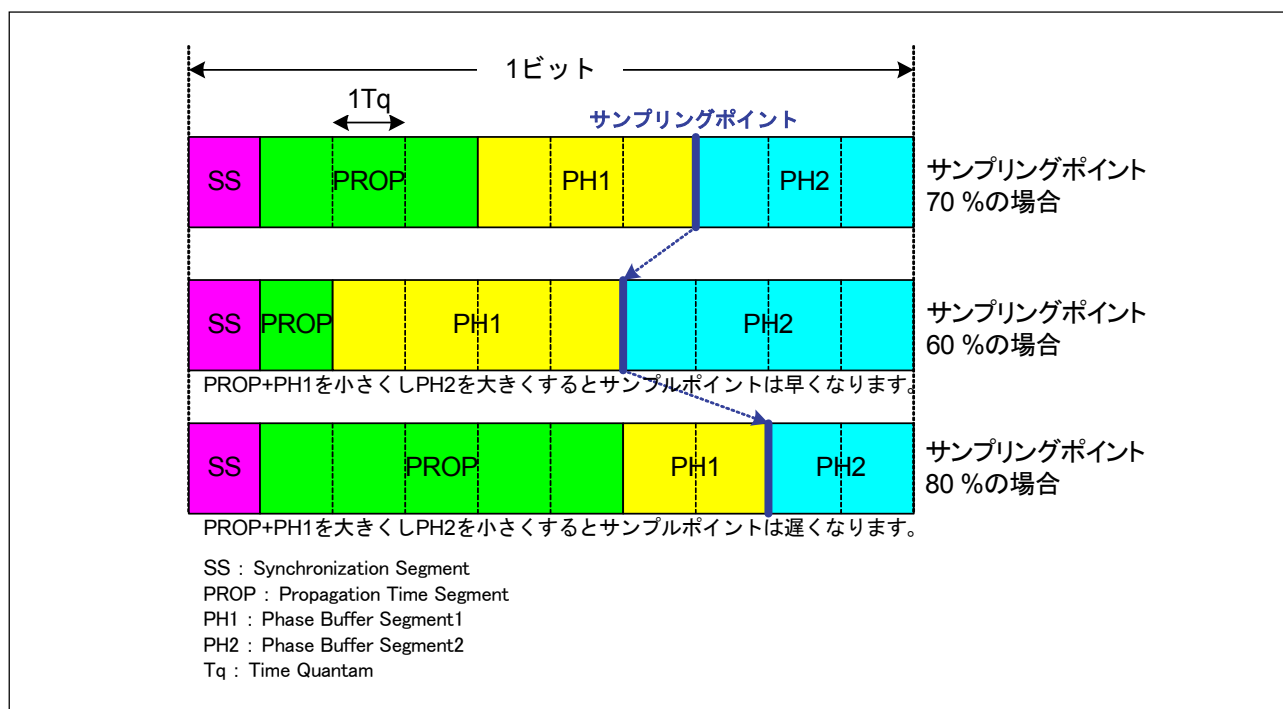 1ビット
1Tq
サンプリングポイント
SS
PROP
PH1
PH2
サンプリングポイント
70 %の場合
SS
PROP
PH1
PH2
サンプリングポイント
60 %の場合
PROP+PH1を小さくしPH2を大きくするとサンプルポイントは早くなります。
SS
PROP
PH1
PH2
サンプリングポイント
80 %の場合
PROP+PH1を大きくしPH2を小さくするとサンプルポイントは遅くなります。
SS : Synchronization Segment
PROP : Propagation Time Segment
PH1 : Phase Buffer Segment1
PH2 : Phase Buffer Segment2
Tq : Time Quantam